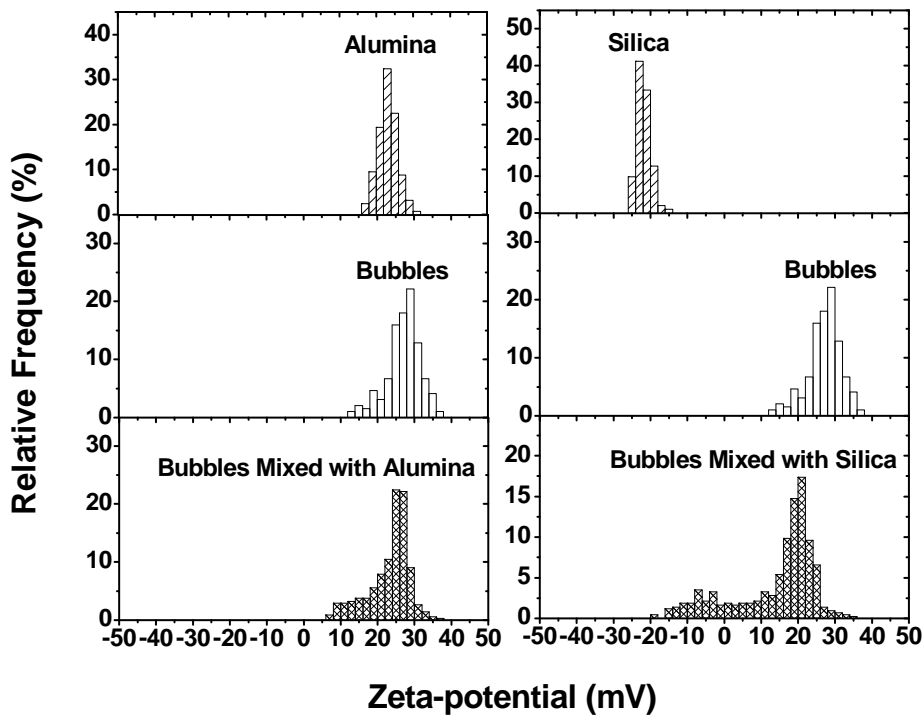 Relative Frequency (%)
Alumina
40
30
20
10
0
Silica
50
40
30
20
10
0
Bubbles
30
20
10
0
Bubbles
30
20
10
0
Bubbles Mixed with Alumina
30
20
10
0
-50 -40 -30 -20 -10 0 10 20 30 40 50
Bubbles Mixed with Silica
20
15
10
5
0
-50 -40 -30 -20 -10 0 10 20 30 40 50
Zeta-potential (mV)